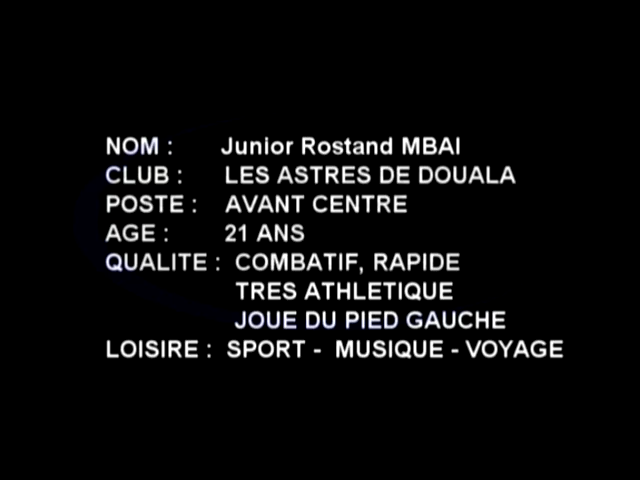 NOM : Junior Rostand MBAI
CLUB : LES ASTRES DE DOUALA
POSTE : AVANT CENTRE
AGE : 21 ANS
QUALITE : COMBATIF, RAPIDE
TRES ATHLETIQUE
JOUE DU PIED GAUCHE
LOISIRE : SPORT - MUSIQUE - VOYAGE